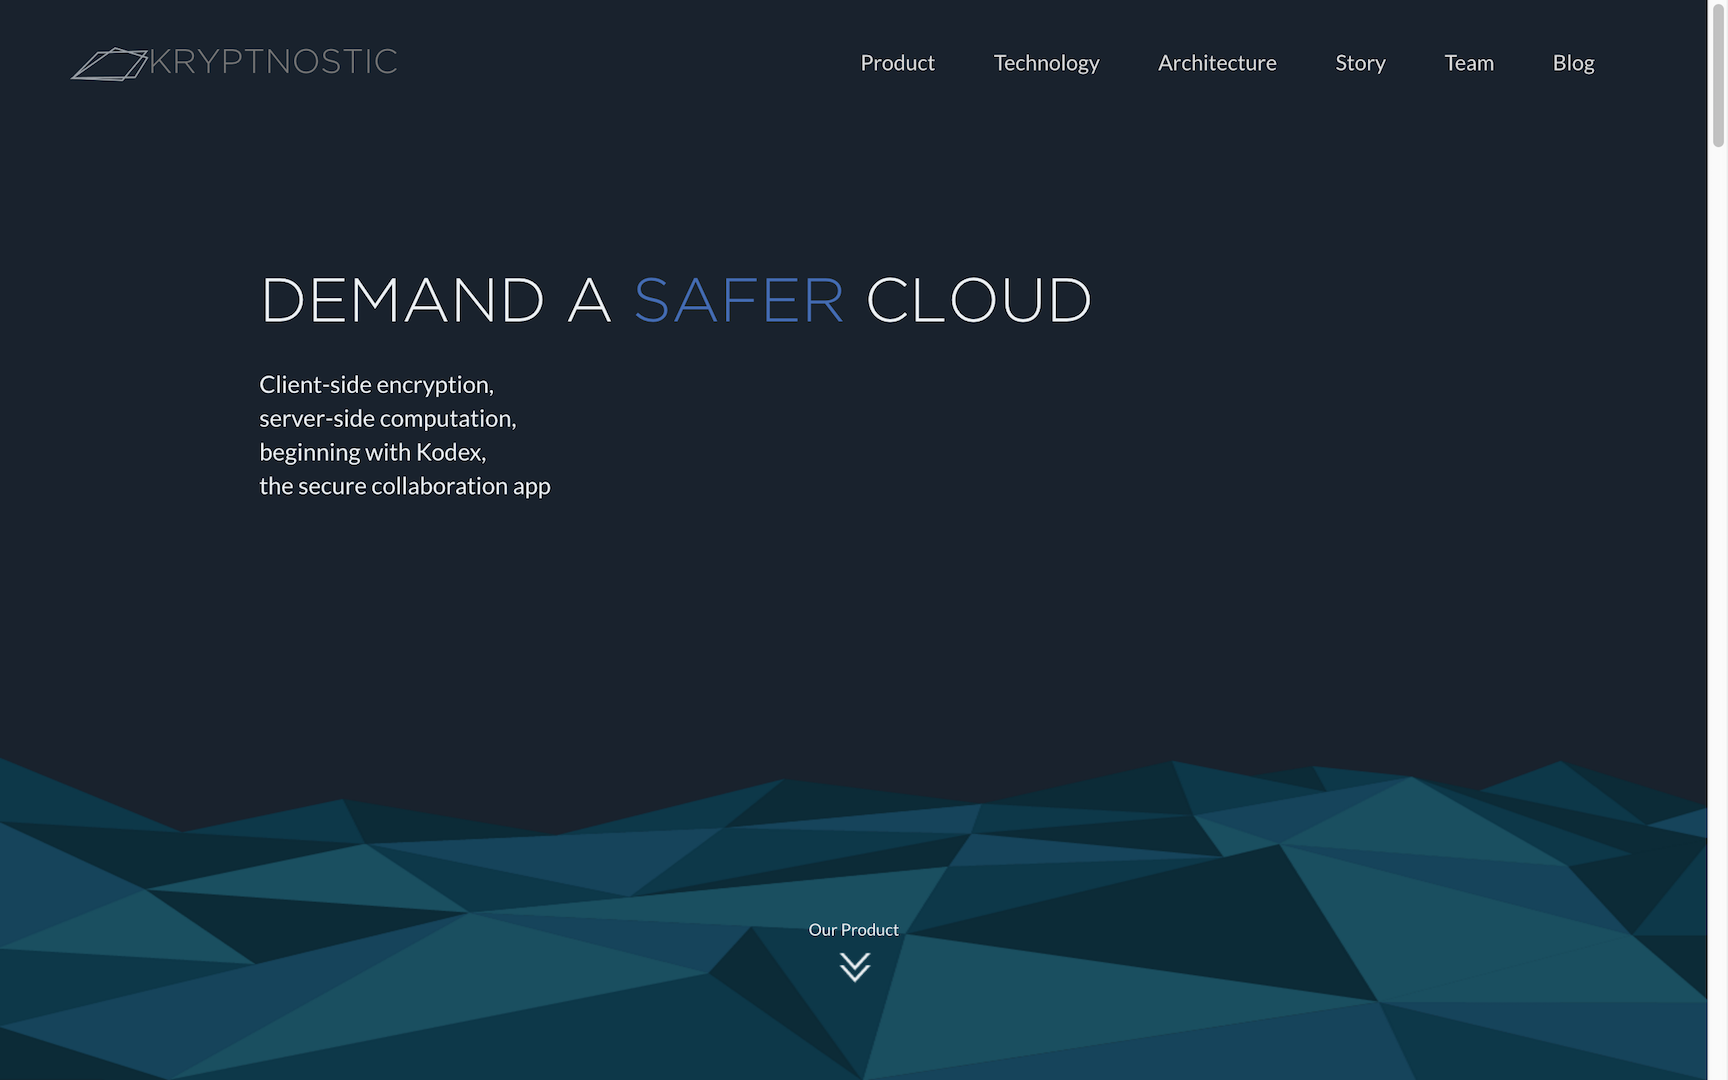 KRYPTNOSTIC
Product Technology Architecture Story Team Blog
DEMAND A SAFER CLOUD
Client-side encryption,
server-side computation,
beginning with Kodex,
the secure collaboration app
Our Product